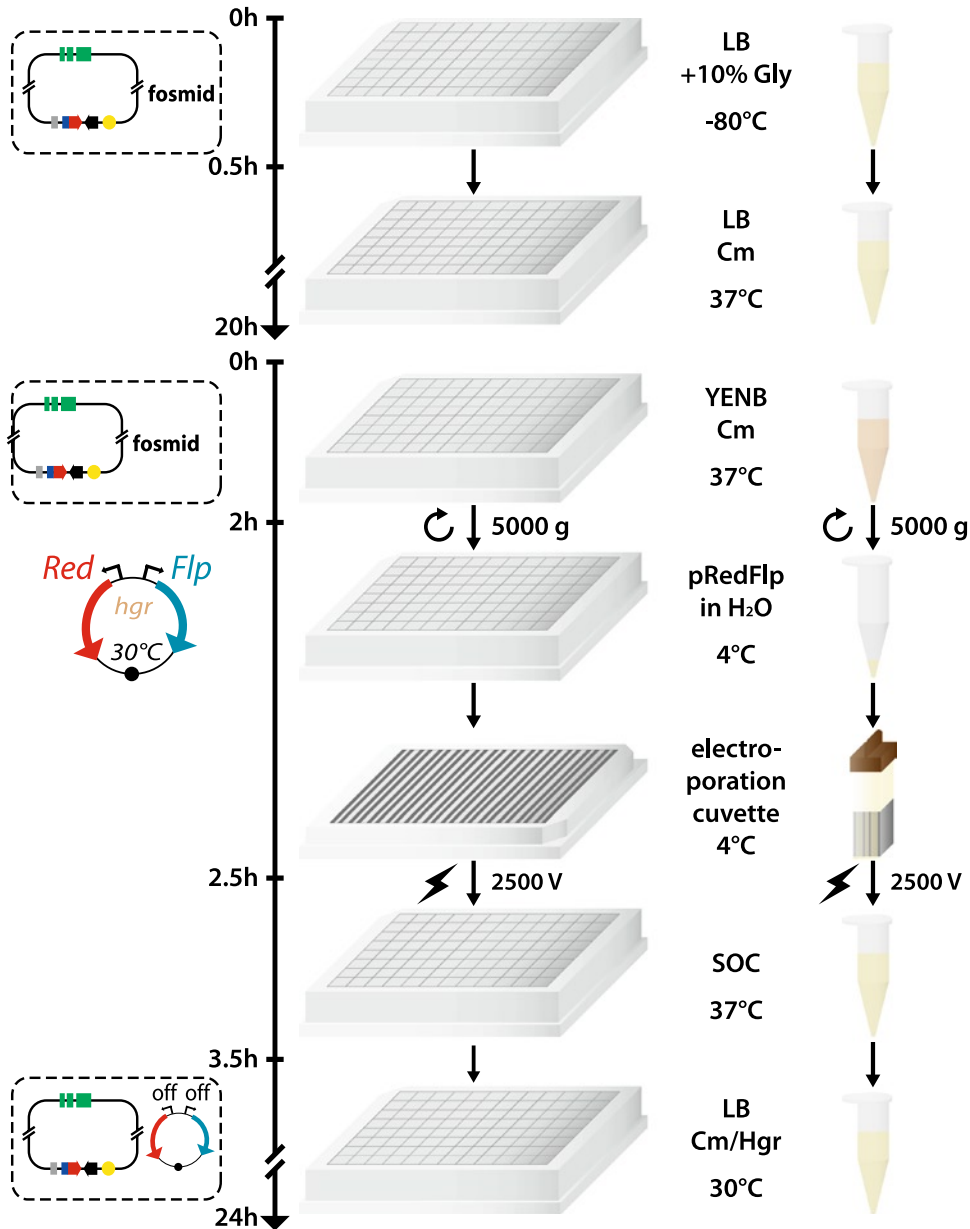 0h
LB
+10% Gly
-80°C
fosmid
0.5h
LB
Cm
37°C
20h
0h
YENB
Cm
37°C
fosmid
2h
5000 g
5000 g
Red
Flp
hgr
30°C
pRedFlp
in H₂O
4°C
electro-
poration
cuvette
4°C
2.5h
2500 V
2500 V
SOC
37°C
3.5h
off off
LB
Cm/Hgr
30°C
24h